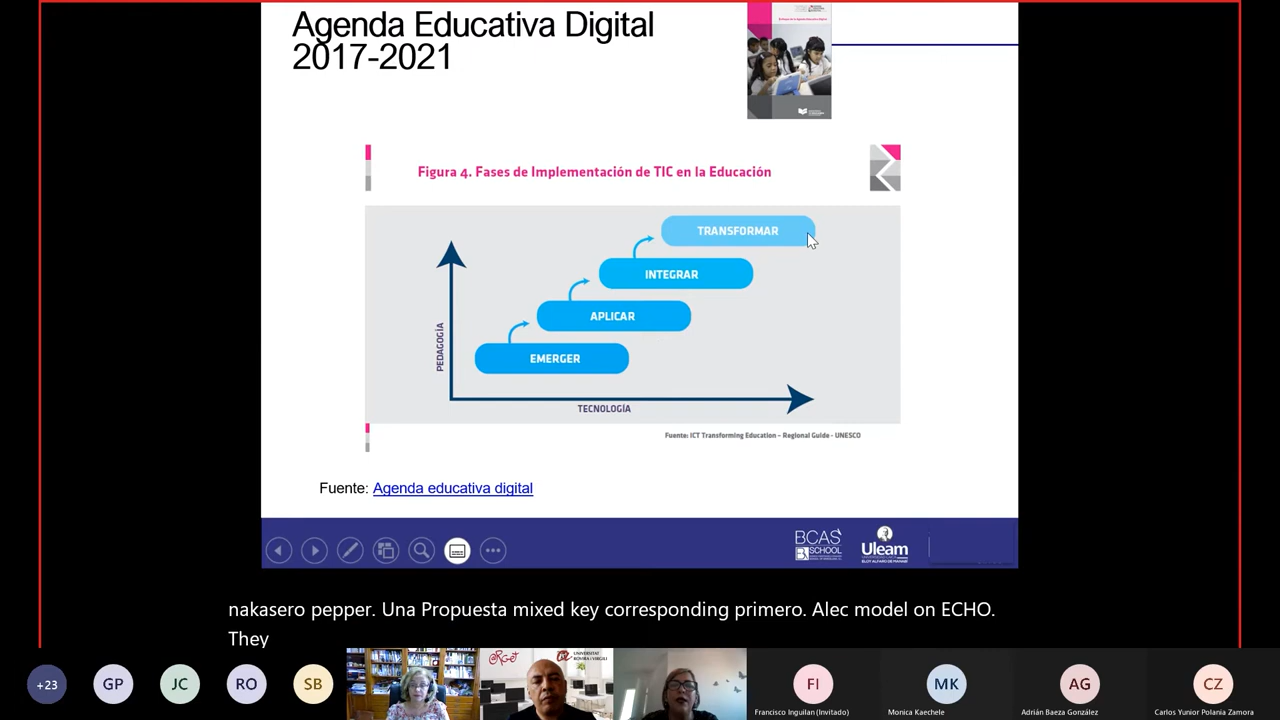 Agenda Educativa Digital
2017-2021
Figura 4. Fases de Implementación de TIC en la Educación
TRANSFORMAR
INTEGRAR
APLICAR
EMERGER
PEDAGOGÍA
TECNOLOGÍA
Fuente: ICT Transforming Education – Regional Guide - UNESCO
Fuente: Agenda educativa digital
BCAS
SCHOOL
Uleam
nakasero pepper. Una Propuesta mixed key corresponding primero. Alec model on ECHO.
They
+23
GP
JC
RO
SB
UNIVERSITAT
ROVIRA i VIRGILI
FI
MK
AG
CZ
Francisco Inguilan (Invitado)
Monica Kaechele
Adrián Baeza González
Carlos Yunior Polania Zamora